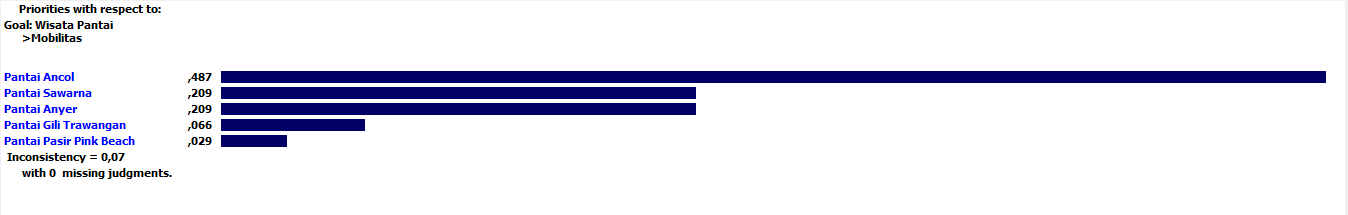 Priorities with respect to:
Goal: Wisata Pantai
>Mobilitas
Pantai Ancol ,487
Pantai Sawarna ,209
Pantai Anyer ,209
Pantai Gili Trawangan ,066
Pantai Pasir Pink Beach ,029
Inconsistency = 0,07
with 0 missing judgments.